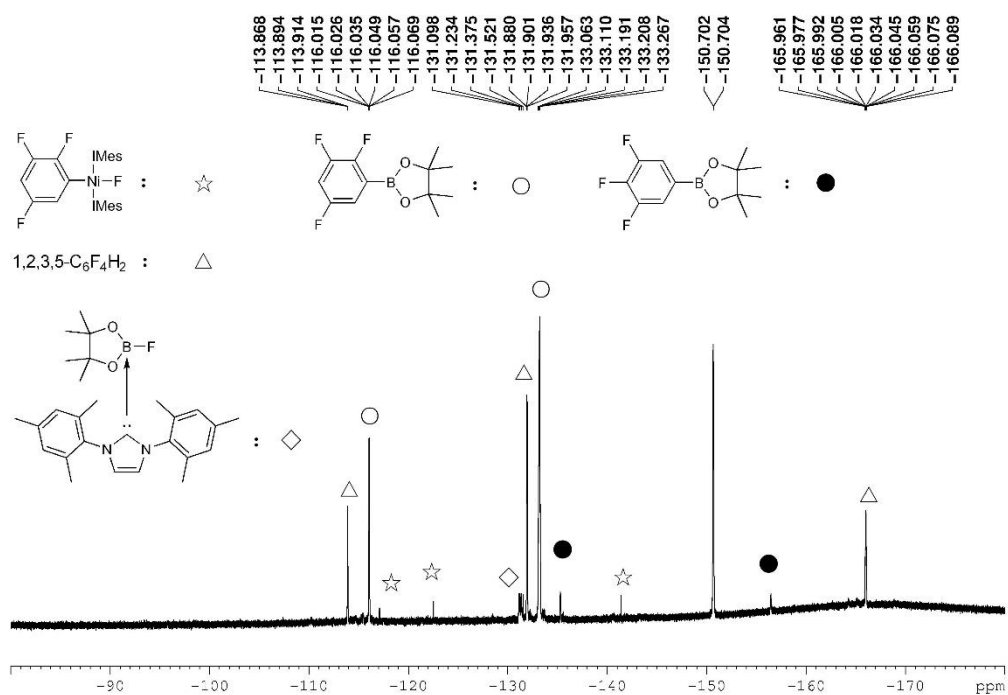 -113.868
-113.894
-113.914
-116.015
-116.026
-116.035
-116.049
-116.057
-116.069
-131.098
-131.234
-131.375
-131.521
-131.880
-131.901
-131.936
-131.957
-133.063
-133.110
-133.191
-133.208
-133.267
-150.702
-150.704
-165.961
-165.977
-165.992
-166.005
-166.018
-166.034
-166.045
-166.059
-166.075
-166.089
F F IMes
Ni F :
F IMes
F F O
B O :
F
F O
F B O :
F
1,2,3,5-C₆F₄H₂ :
O
B F
O
N N :
-90 -100 -110 -120 -130 -140 -150 -160 -170 ppm